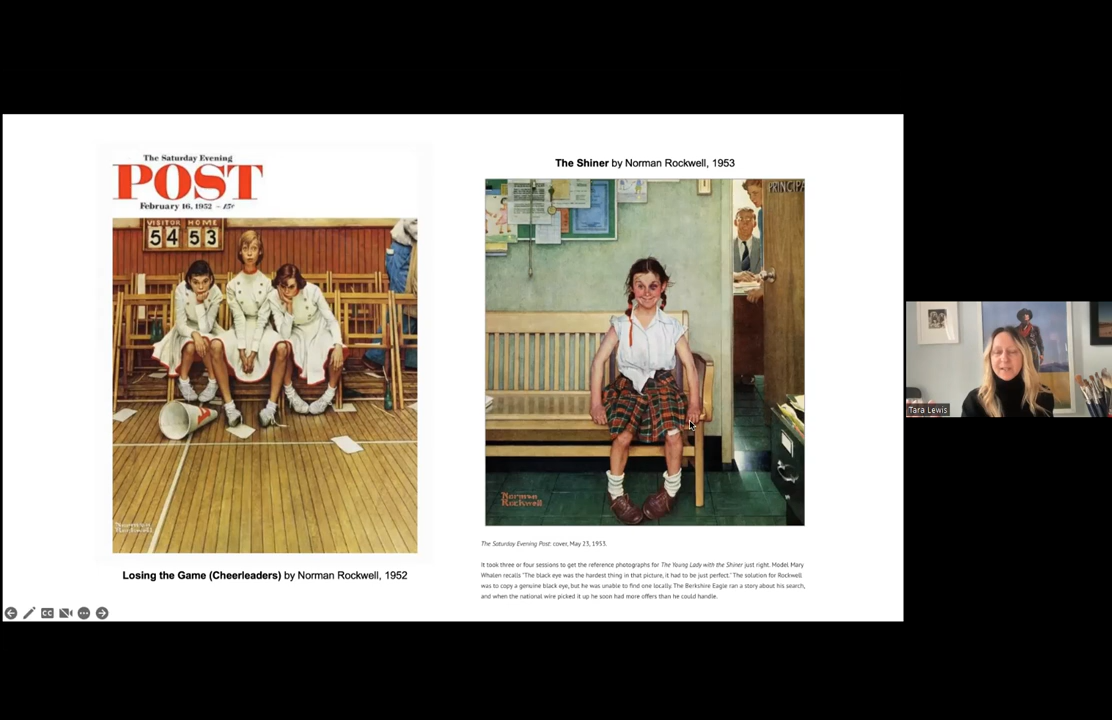 The Saturday Evening
POST
February 16, 1952 - 15¢
VISITOR HOME
54 53
Losing the Game (Cheerleaders) by Norman Rockwell, 1952
The Shiner by Norman Rockwell, 1953
PRINCIPA
Norman
Rockwell
The Saturday Evening Post: cover, May 23, 1953.
It took three or four sessions to get the reference photographs for The Young Lady with the Shiner just right. Model Mary
Whalen recalls "The black eye was the hardest thing in that picture, it had to be just perfect." The solution for Rockwell
was to copy a genuine black eye, but he was unable to find one locally. The Berkshire Eagle ran a story about his search,
and when the national wire picked it up he soon had more offers than he could handle.
CC
Tara Lewis